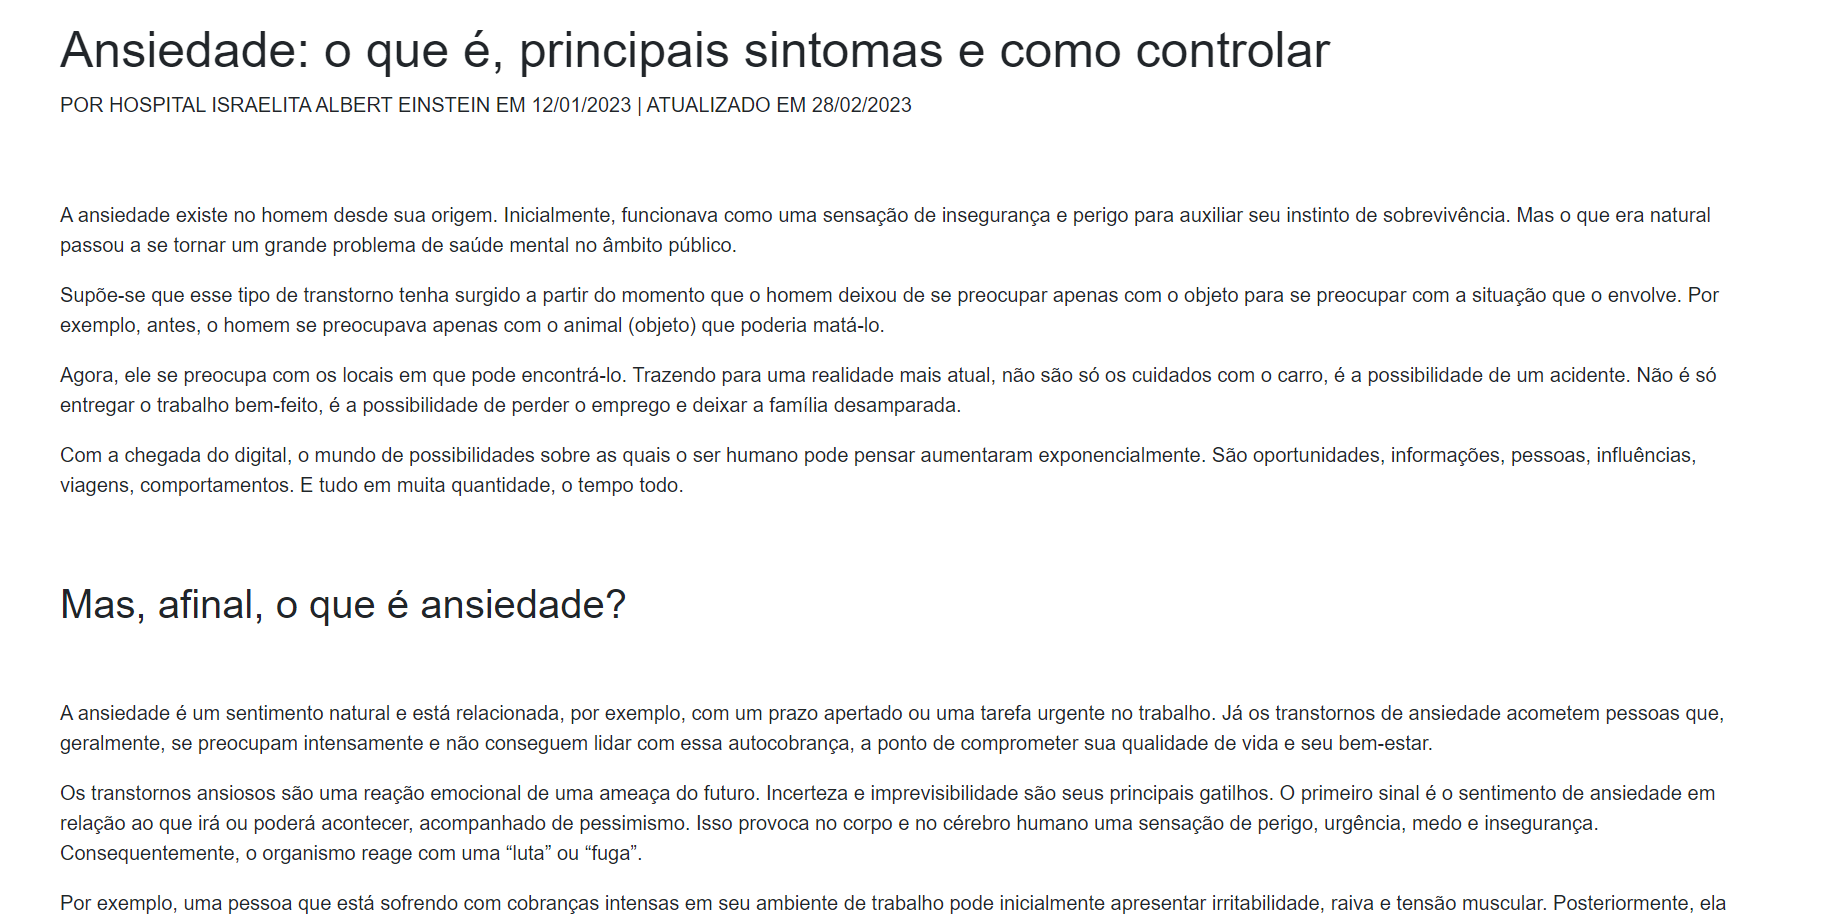 Ansiedade: o que é, principais sintomas e como controlar
POR HOSPITAL ISRAELITA ALBERT EINSTEIN EM 12/01/2023 | ATUALIZADO EM 28/02/2023
A ansiedade existe no homem desde sua origem. Inicialmente, funcionava como uma sensação de insegurança e perigo para auxiliar seu instinto de sobrevivência. Mas o que era natural
passou a se tornar um grande problema de saúde mental no âmbito público.
Supõe-se que esse tipo de transtorno tenha surgido a partir do momento que o homem deixou de se preocupar apenas com o objeto para se preocupar com a situação que o envolve. Por
exemplo, antes, o homem se preocupava apenas com o animal (objeto) que poderia matá-lo.
Agora, ele se preocupa com os locais em que pode encontrá-lo. Trazendo para uma realidade mais atual, não são só os cuidados com o carro, é a possibilidade de um acidente. Não é só
entregar o trabalho bem-feito, é a possibilidade de perder o emprego e deixar a família desamparada.
Com a chegada do digital, o mundo de possibilidades sobre as quais o ser humano pode pensar aumentaram exponencialmente. São oportunidades, informações, pessoas, influências,
viagens, comportamentos. E tudo em muita quantidade, o tempo todo.
Mas, afinal, o que é ansiedade?
A ansiedade é um sentimento natural e está relacionada, por exemplo, com um prazo apertado ou uma tarefa urgente no trabalho. Já os transtornos de ansiedade acometem pessoas que,
geralmente, se preocupam intensamente e não conseguem lidar com essa autocobrança, a ponto de comprometer sua qualidade de vida e seu bem-estar.
Os transtornos ansiosos são uma reação emocional de uma ameaça do futuro. Incerteza e imprevisibilidade são seus principais gatilhos. O primeiro sinal é o sentimento de ansiedade em
relação ao que irá ou poderá acontecer, acompanhado de pessimismo. Isso provoca no corpo e no cérebro humano uma sensação de perigo, urgência, medo e insegurança.
Consequentemente, o organismo reage com uma “luta” ou “fuga”.
Por exemplo, uma pessoa que está sofrendo com cobranças intensas em seu ambiente de trabalho pode inicialmente apresentar irritabilidade, raiva e tensão muscular. Posteriormente, ela